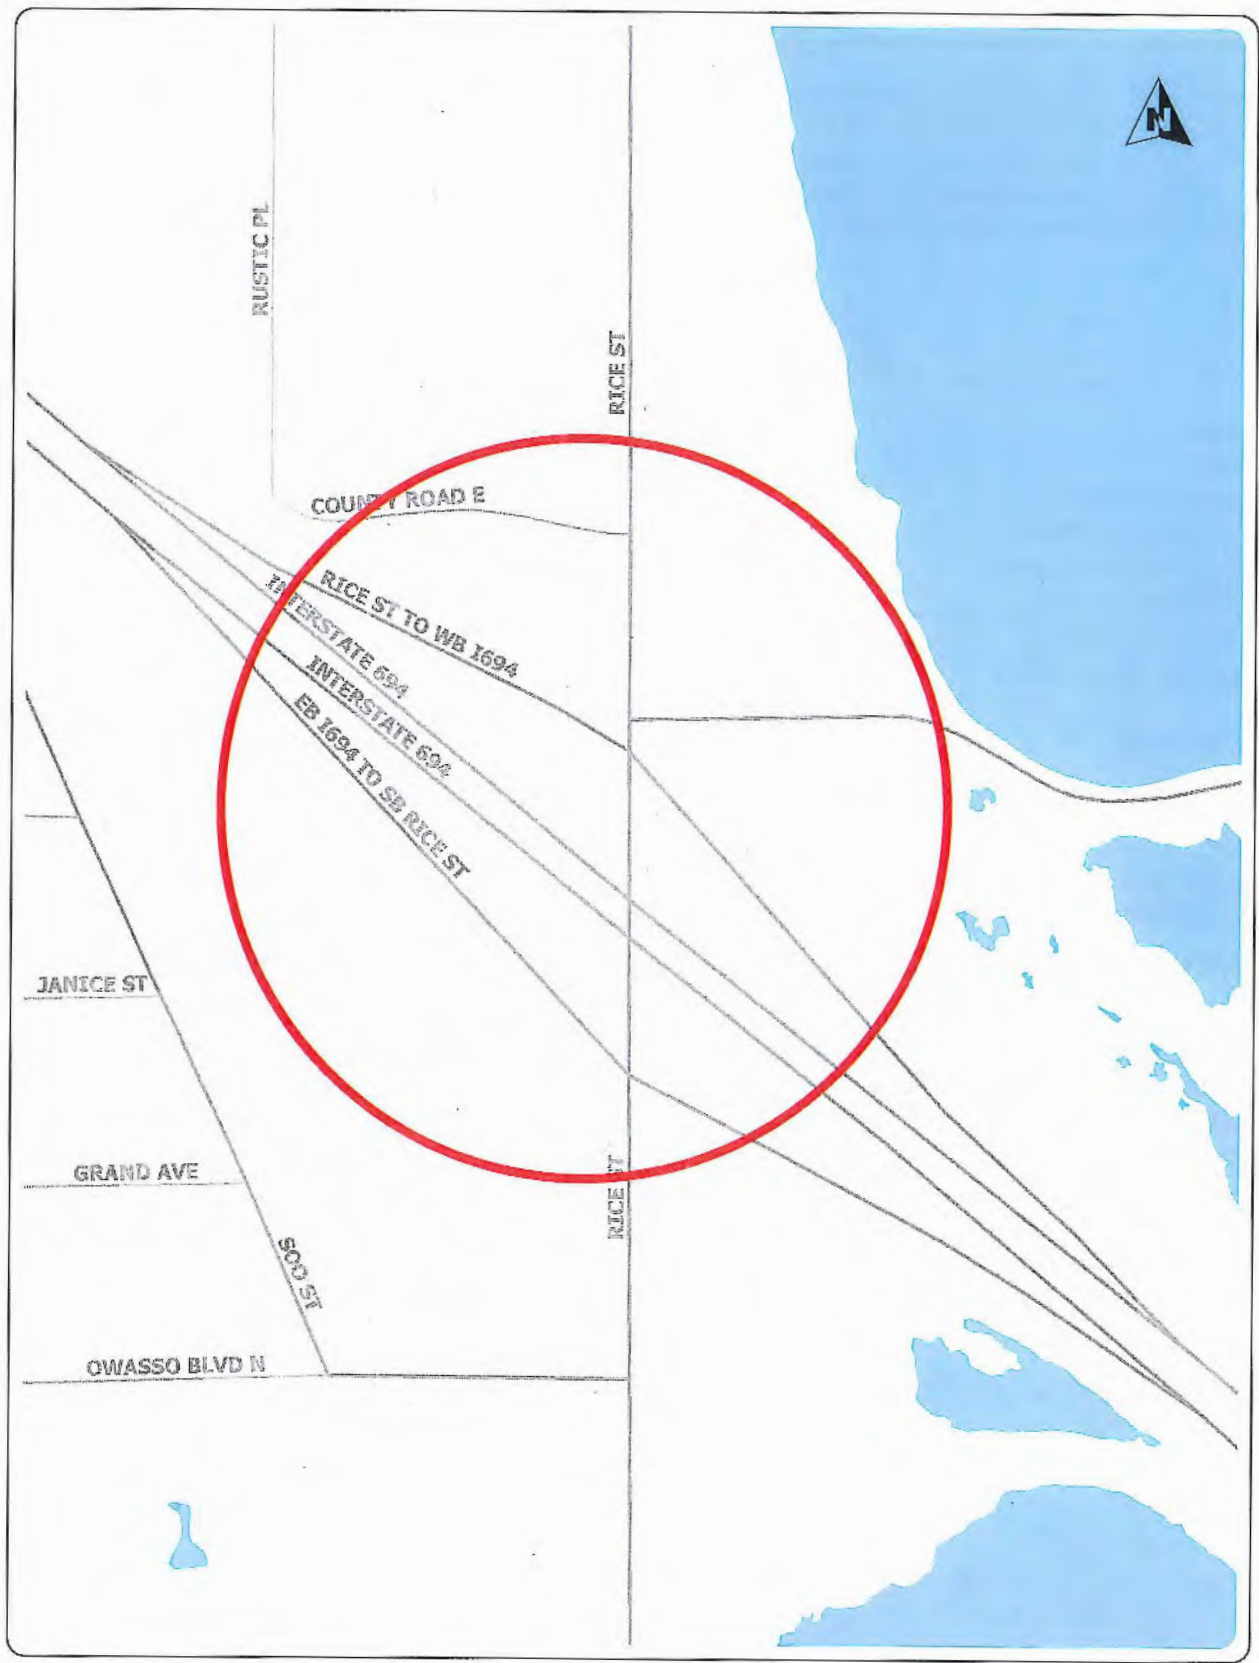 N
RUSTIC PL
RICE ST
COUNTY ROAD E
RICE ST TO WB I694
INTERSTATE 694
INTERSTATE 694
EB I694 TO SB RICE ST
JANICE ST
GRAND AVE
RICE ST
SOO ST
OWASSO BLVD N